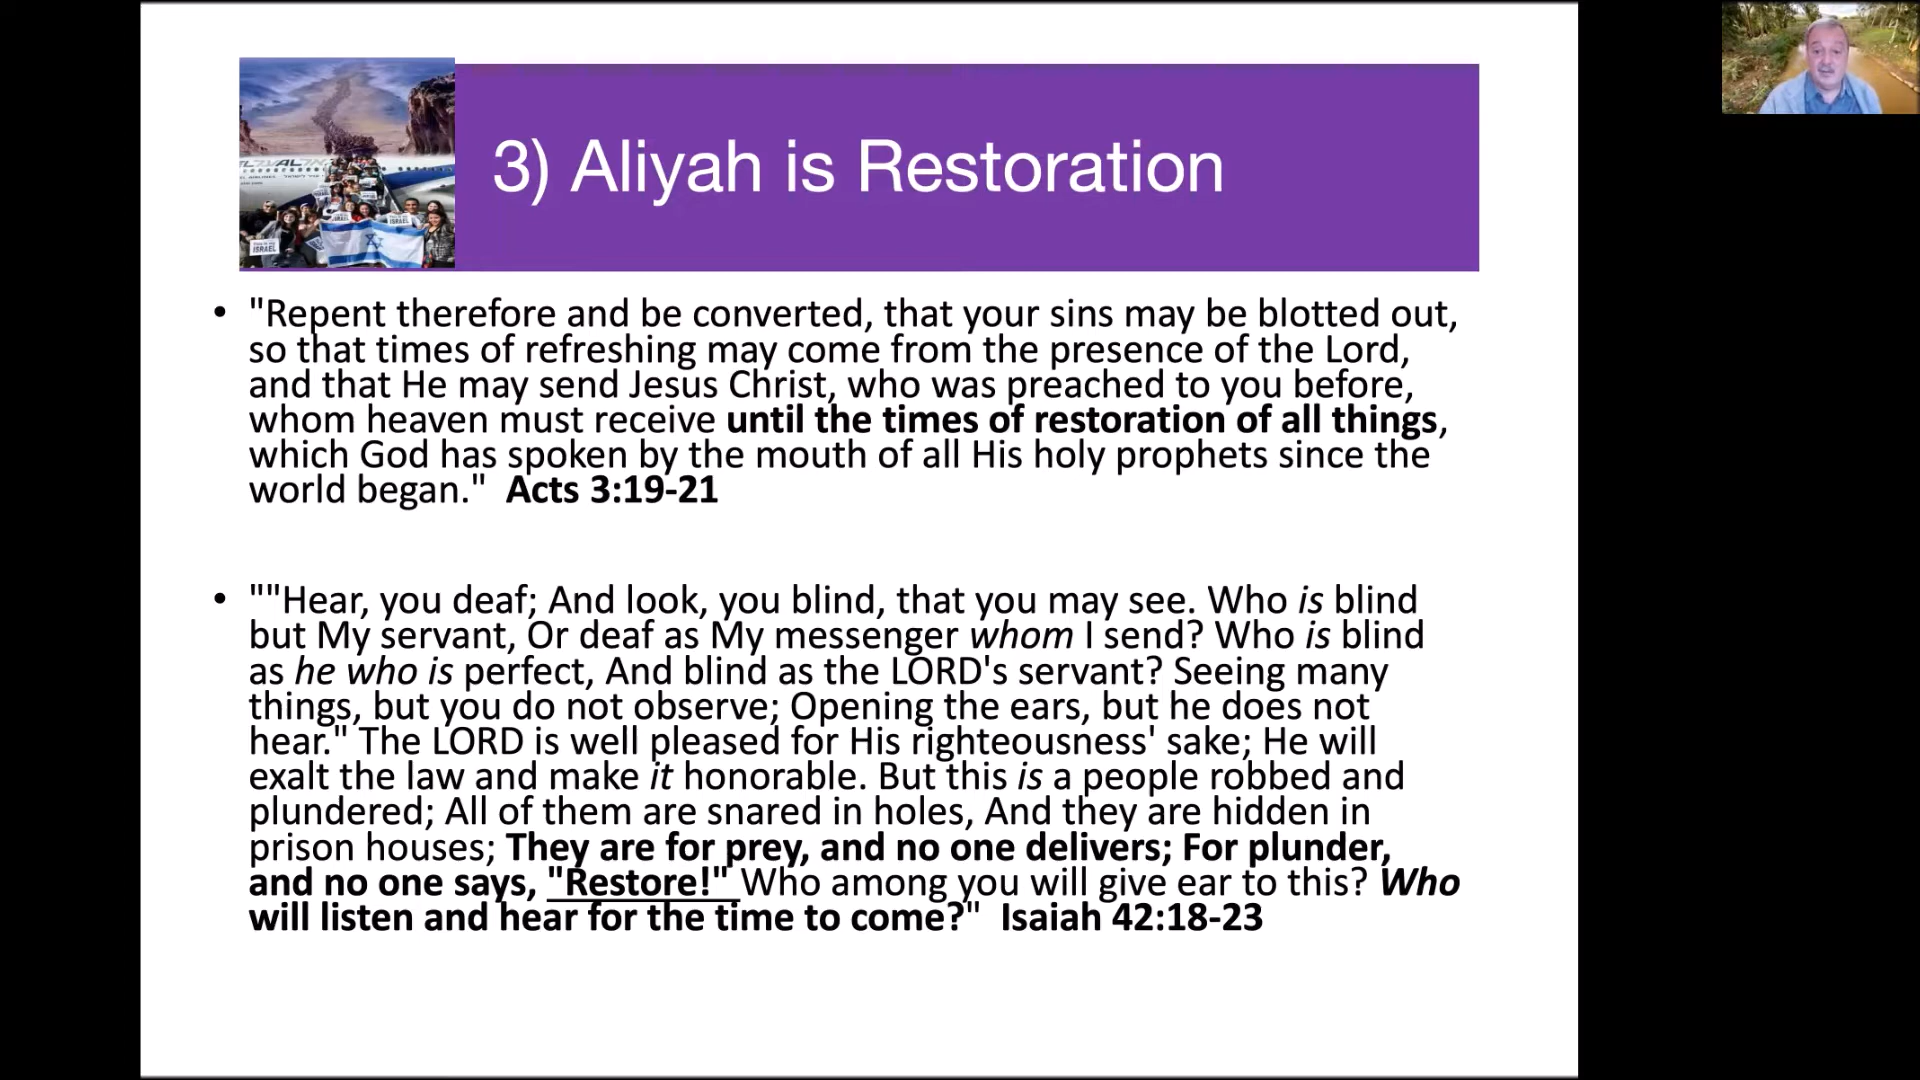 3) Aliyah is Restoration
EL AL
ISRAEL
ISRAEL
ISRAEL
• "Repent therefore and be converted, that your sins may be blotted out,
so that times of refreshing may come from the presence of the Lord,
and that He may send Jesus Christ, who was preached to you before,
whom heaven must receive until the times of restoration of all things,
which God has spoken by the mouth of all His holy prophets since the
world began." Acts 3:19-21
• ""Hear, you deaf; And look, you blind, that you may see. Who is blind
but My servant, Or deaf as My messenger whom I send? Who is blind
as he who is perfect, And blind as the LORD's servant? Seeing many
things, but you do not observe; Opening the ears, but he does not
hear." The LORD is well pleased for His righteousness' sake; He will
exalt the law and make it honorable. But this is a people robbed and
plundered; All of them are snared in holes, And they are hidden in
prison houses; They are for prey, and no one delivers; For plunder,
and no one says, "Restore!" Who among you will give ear to this? Who
will listen and hear for the time to come?" Isaiah 42:18-23